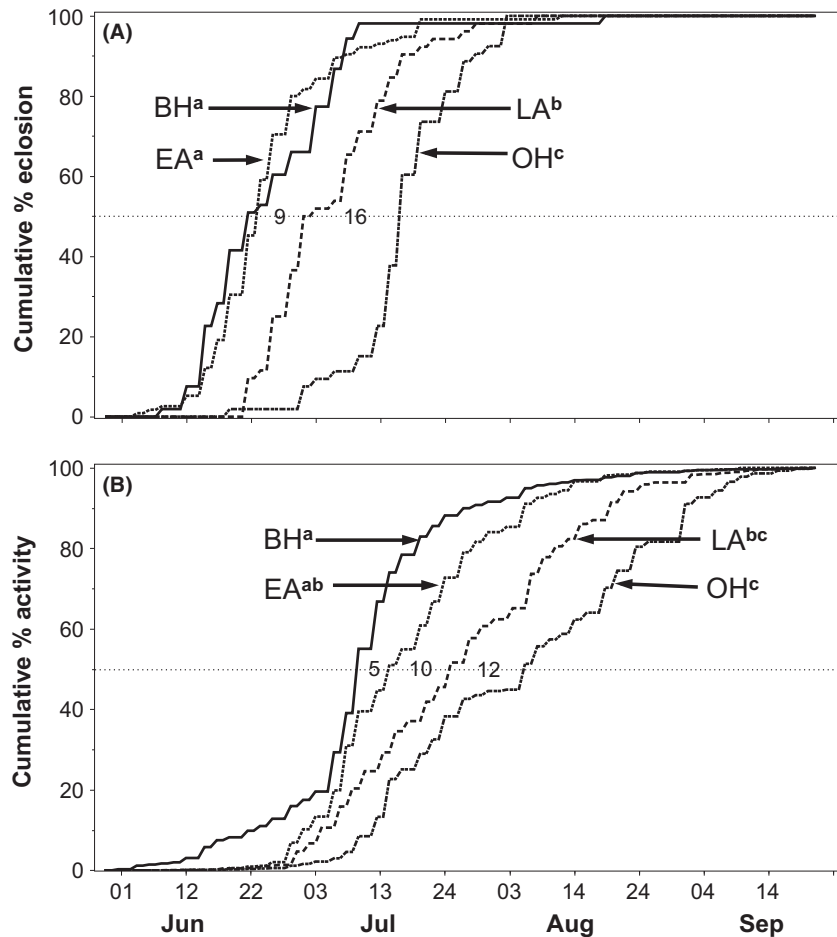 (A)
Cumulative % eclosion
100
80
60
40
20
0
BHᵃ
EAᵃ
LAᵇ
OHᶜ
9
16
(B)
Cumulative % activity
100
80
60
40
20
0
BHᵃ
EAᵃᵇ
LAᵇᶜ
OHᶜ
5
10
12
01 12 22 03 13 24 03 14 24 04 14
Jun Jul Aug Sep